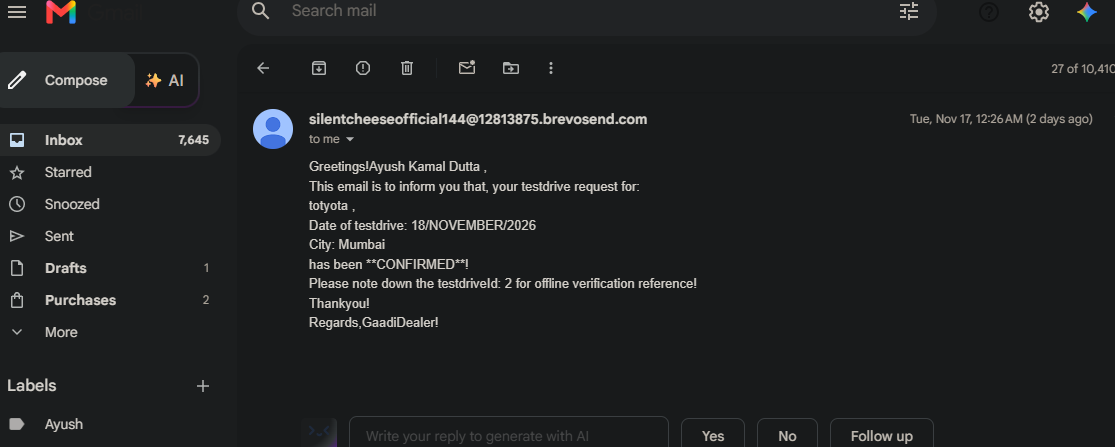 Search mail
Compose
AI
27 of 10,410
Inbox 7,645
silentcheeseofficial144@12813875.brevosend.com
Tue, Nov 17, 12:26 AM (2 days ago)
to me
Starred
Snoozed
Sent
Drafts 1
Purchases 2
More
Greetings!Ayush Kamal Dutta ,
This email is to inform you that, your testdrive request for:
totyota ,
Date of testdrive: 18/NOVEMBER/2026
City: Mumbai
has been **CONFIRMED**!
Please note down the testdriveId: 2 for offline verification reference!
Thankyou!
Regards,GaadiDealer!
Labels
Ayush
Write your reply to generate with AI
Yes
No
Follow up